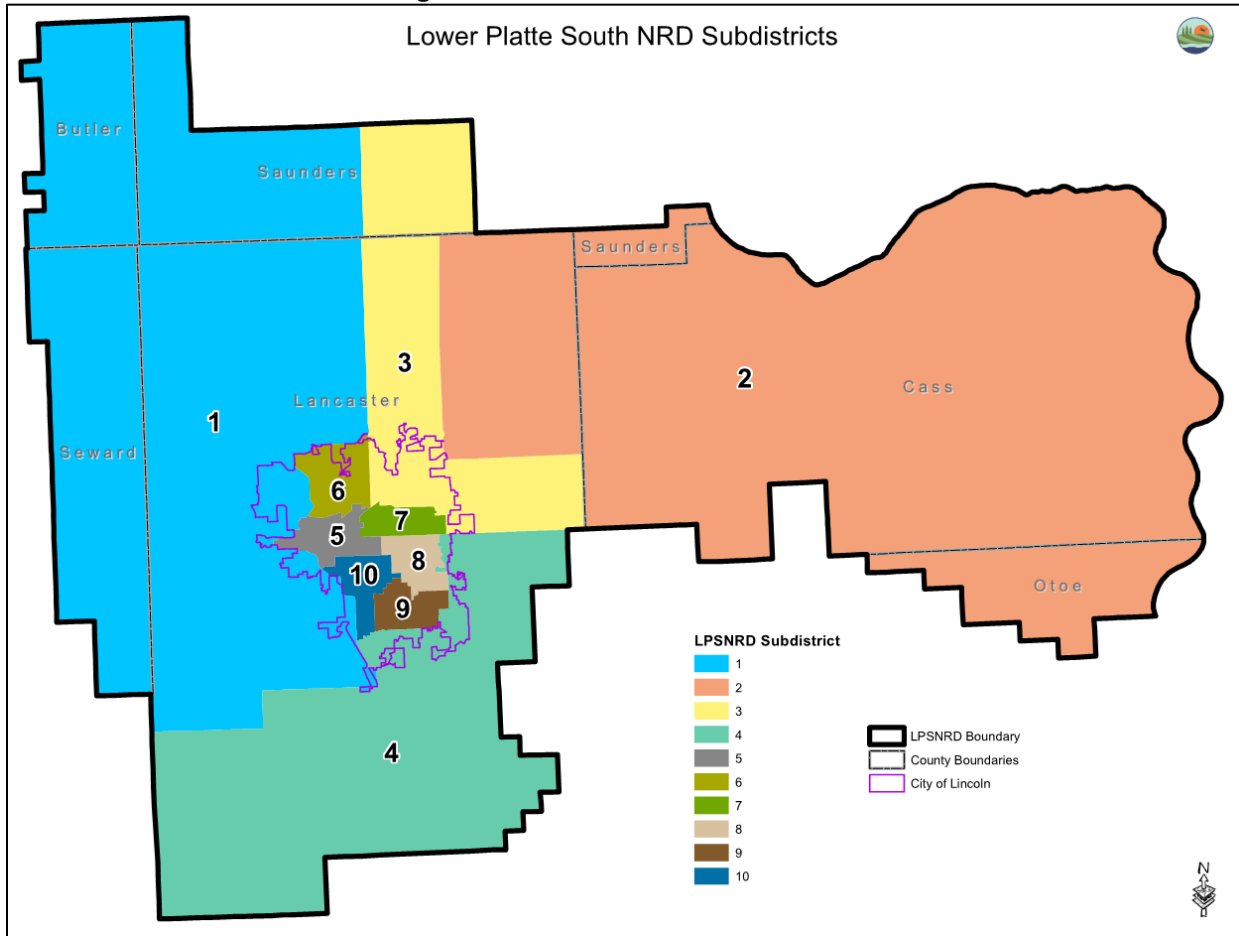 Lower Platte South NRD Subdistricts
Butler
Saunders
Saunders
3
2
Cass
Lancaster
1
Seward
6
7
5
8
10
9
Otoe
4
LPSNRD Subdistrict
1
2
3
4
5
6
7
8
9
10
LPSNRD Boundary
County Boundaries
City of Lincoln
N